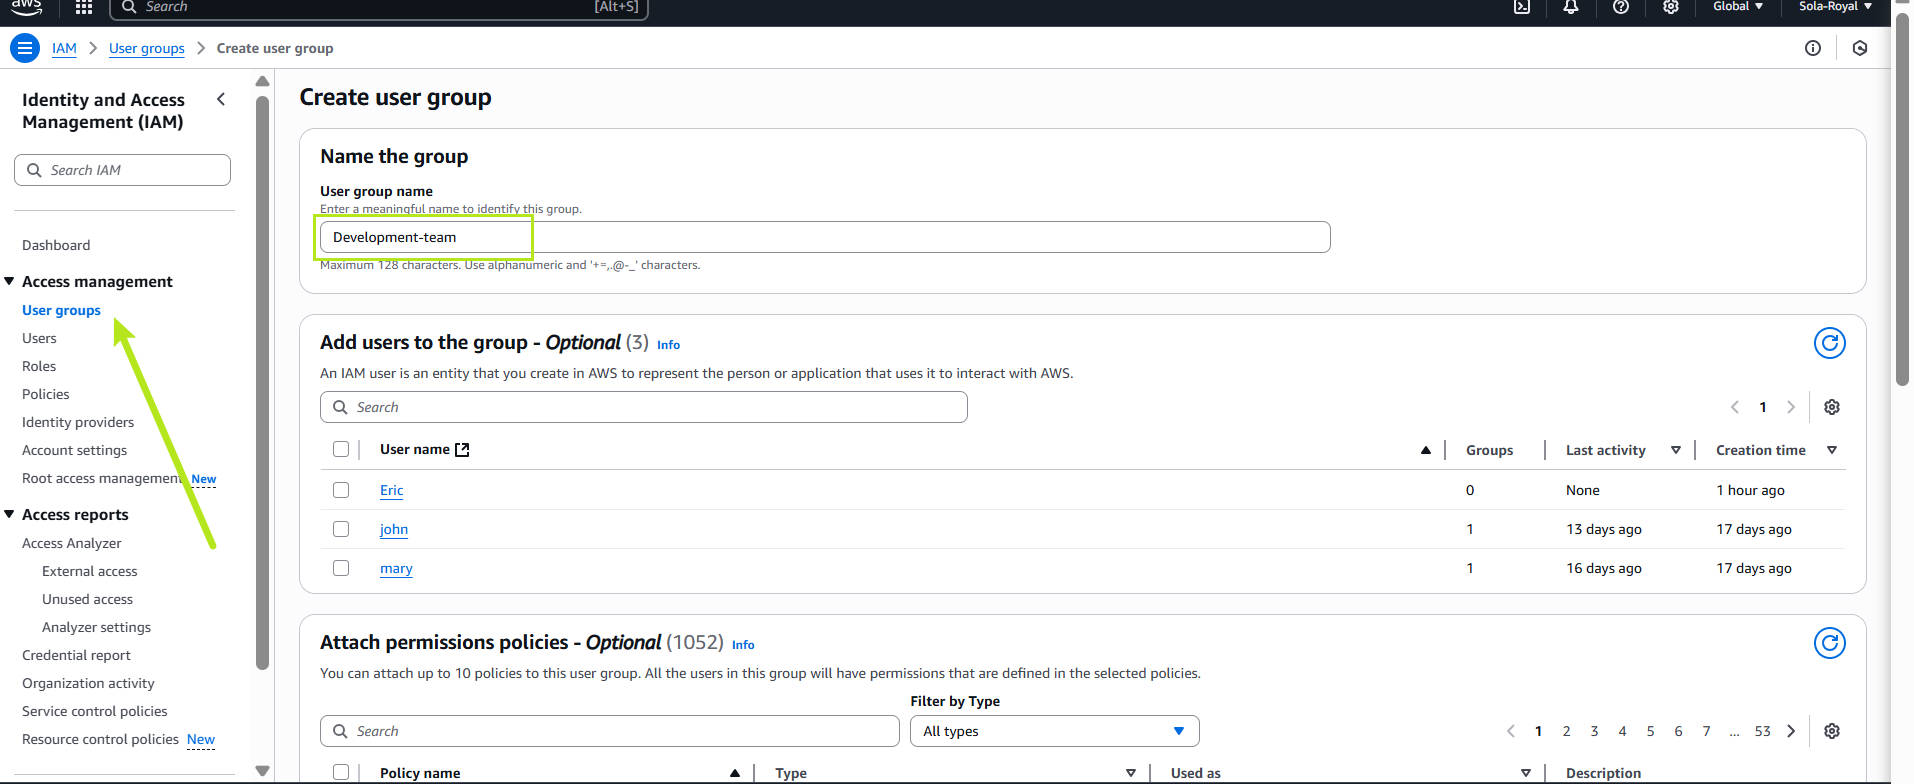 aws
Search
[Alt+S]
Global
Sola-Royal
IAM
User groups
Create user group
Identity and Access
Management (IAM)
Search IAM
Dashboard
Access management
User groups
Users
Roles
Policies
Identity providers
Account settings
Root access management New
Access reports
Access Analyzer
External access
Unused access
Analyzer settings
Credential report
Organization activity
Service control policies
Resource control policies New
Create user group
Name the group
User group name
Enter a meaningful name to identify this group.
Development-team
Maximum 128 characters. Use alphanumeric and '+=,.@-_' characters.
Add users to the group - Optional (3) Info
An IAM user is an entity that you create in AWS to represent the person or application that uses it to interact with AWS.
Search
1
User name Groups Last activity Creation time
Eric 0 None 1 hour ago
john 1 13 days ago 17 days ago
mary 1 16 days ago 17 days ago
Attach permissions policies - Optional (1052) Info
You can attach up to 10 policies to this user group. All the users in this group will have permissions that are defined in the selected policies.
Filter by Type
Search
All types
1 2 3 4 5 6 7 ... 53
Policy name Type Used as Description